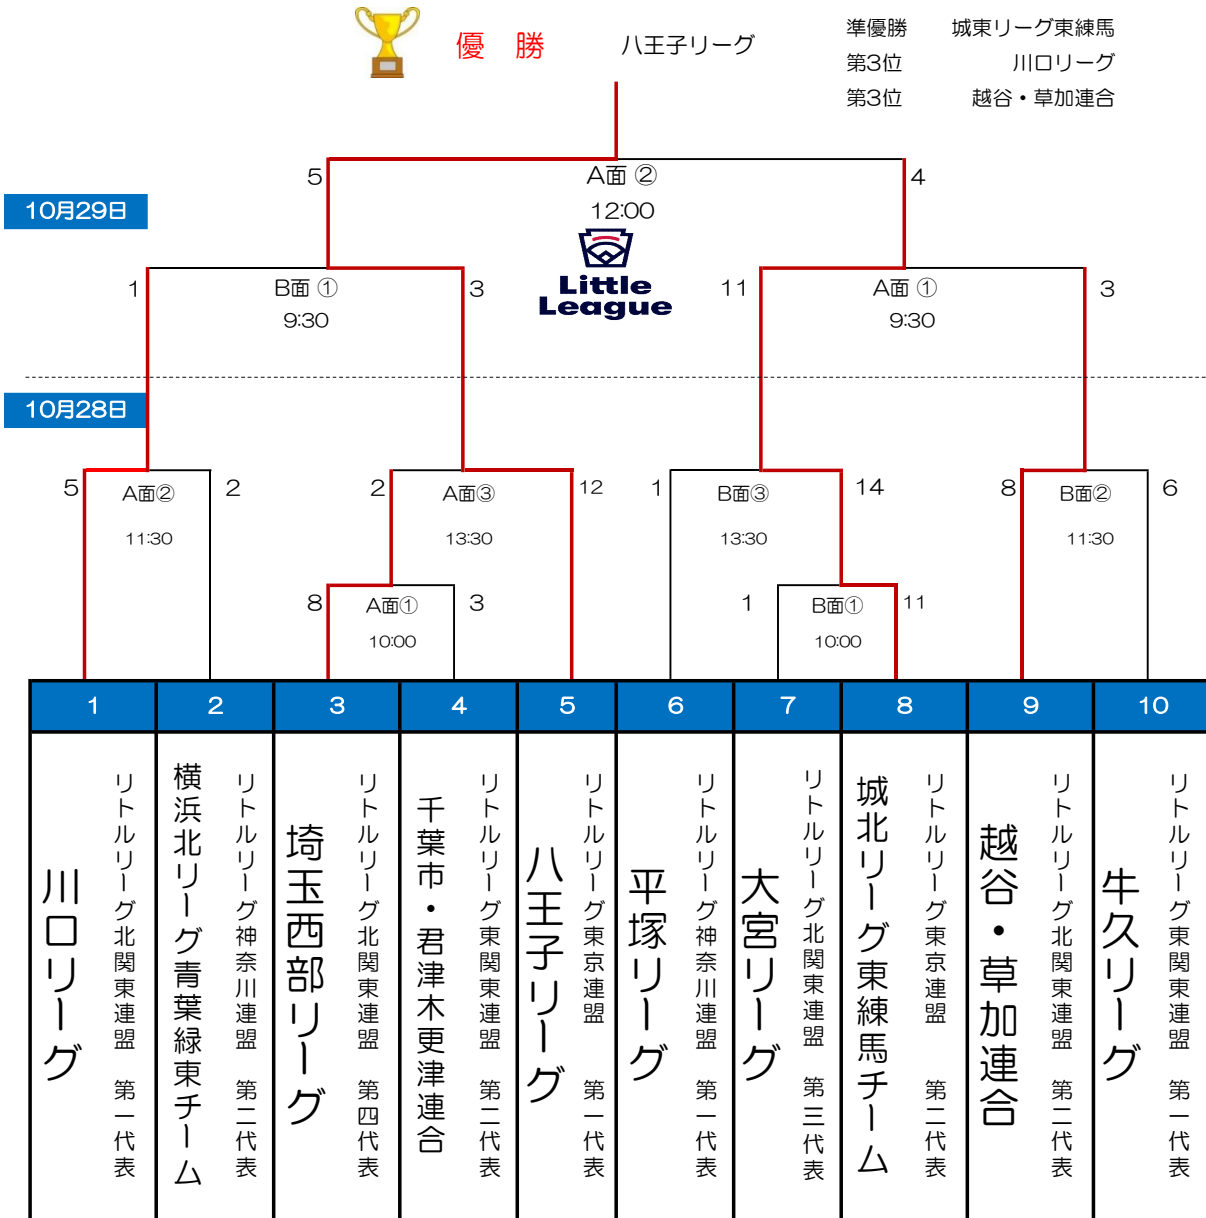 優 勝 八王子リーグ
準優勝 城東リーグ東練馬
第3位 川口リーグ
第3位 越谷・草加連合
5 A面 ② 4
12:00
10月29日
Little
League
1 B面 ① 3
9:30
11 A面 ① 3
9:30
10月28日
5 A面② 2
11:30
2 A面③ 12
13:30
1 B面③ 14
13:30
8 B面② 6
11:30
8 A面① 3
10:00
1 B面① 11
10:00
1
川口リーグ
リトルリーグ北関東連盟 第一代表
2
横浜北リーグ青葉緑東チーム
リトルリーグ神奈川連盟 第二代表
3
埼玉西部リーグ
リトルリーグ北関東連盟 第四代表
4
千葉市・君津木更津連合
リトルリーグ東関東連盟 第二代表
5
八王子リーグ
リトルリーグ東京連盟 第一代表
6
平塚リーグ
リトルリーグ神奈川連盟 第一代表
7
大宮リーグ
リトルリーグ北関東連盟 第三代表
8
城北リーグ東練馬チーム
リトルリーグ東京連盟 第二代表
9
越谷・草加連合
リトルリーグ北関東連盟 第二代表
10
牛久リーグ
リトルリーグ東関東連盟 第一代表